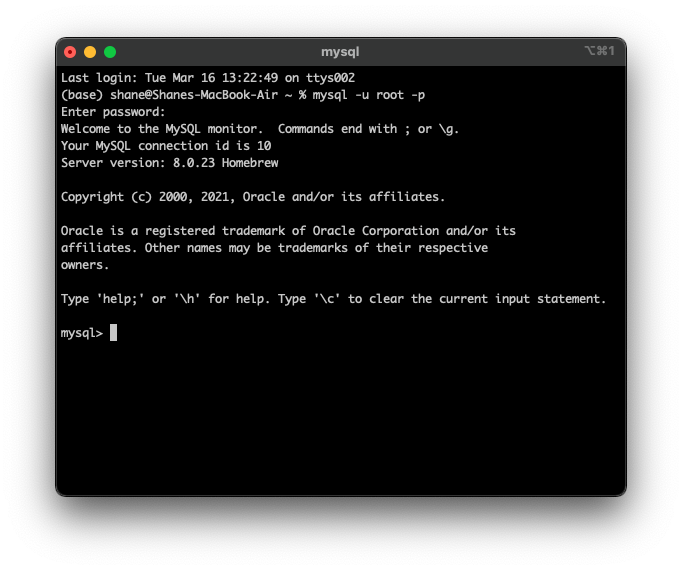 mysql
⌥⌘1
Last login: Tue Mar 16 13:22:49 on ttys002
(base) shane@Shanes-MacBook-Air ~ % mysql -u root -p
Enter password:
Welcome to the MySQL monitor.  Commands end with ; or \g.
Your MySQL connection id is 10
Server version: 8.0.23 Homebrew
Copyright (c) 2000, 2021, Oracle and/or its affiliates.
Oracle is a registered trademark of Oracle Corporation and/or its
affiliates. Other names may be trademarks of their respective
owners.
Type 'help;' or '\h' for help. Type '\c' to clear the current input statement.
mysql>